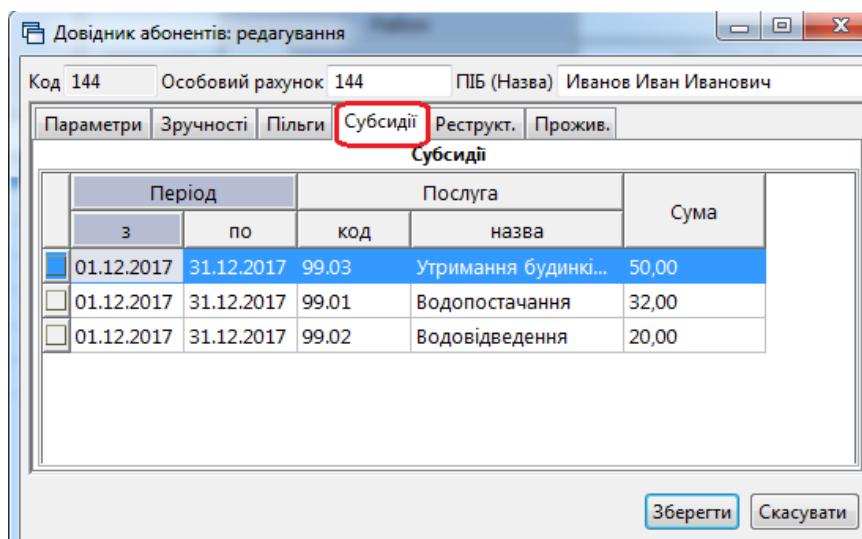 Довідник абонентів: редагування
Код 144 Особовий рахунок 144 ПІБ (Назва) Иванов Иван Иванович
Параметри Зручності Пільги Субсидії Реструкт. Прожив.
Субсидії
Період Послуга Сума
з по код назва
01.12.2017 31.12.2017 99.03 Утримання будинкі... 50,00
01.12.2017 31.12.2017 99.01 Водопостачання 32,00
01.12.2017 31.12.2017 99.02 Водовідведення 20,00
Зберегти Скасувати